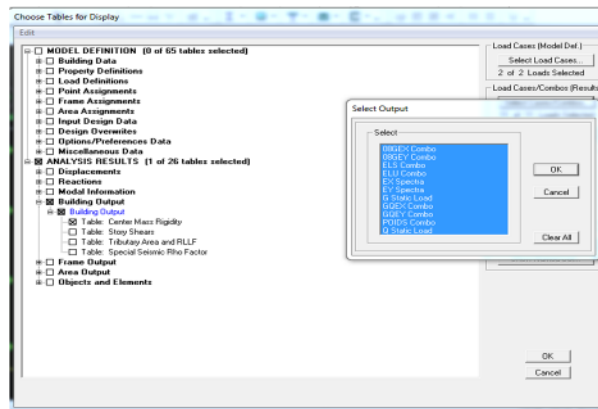 Choose Tables for Display
Edit
MODEL DEFINITION (0 of 65 tables selected)
Building Data
Property Definitions
Load Definitions
Point Assignments
Frame Assignments
Area Assignments
Input Design Data
Design Overwrites
Options/Preferences Data
Miscellaneous Data
ANALYSIS RESULTS (1 of 26 tables selected)
Displacements
Reactions
Modal Information
Building Output
Building Output
Table: Center Mass Rigidity
Table: Story Shears
Table: Tributary Area and RLLF
Table: Special Seismic Rho Factor
Frame Output
Area Output
Objects and Elements
Load Cases (Model Def.)
Select Load Cases...
2 of 2 Loads Selected
Load Cases/Combos (Results
Select Output
Select
08GEX Combo
08GEY Combo
ELS Combo
ELU Combo
EX Spectra
EY Spectra
G Static Load
GQEX Combo
GQEY Combo
POIDS Combo
Q Static Load
OK
Cancel
Clear All
OK
Cancel